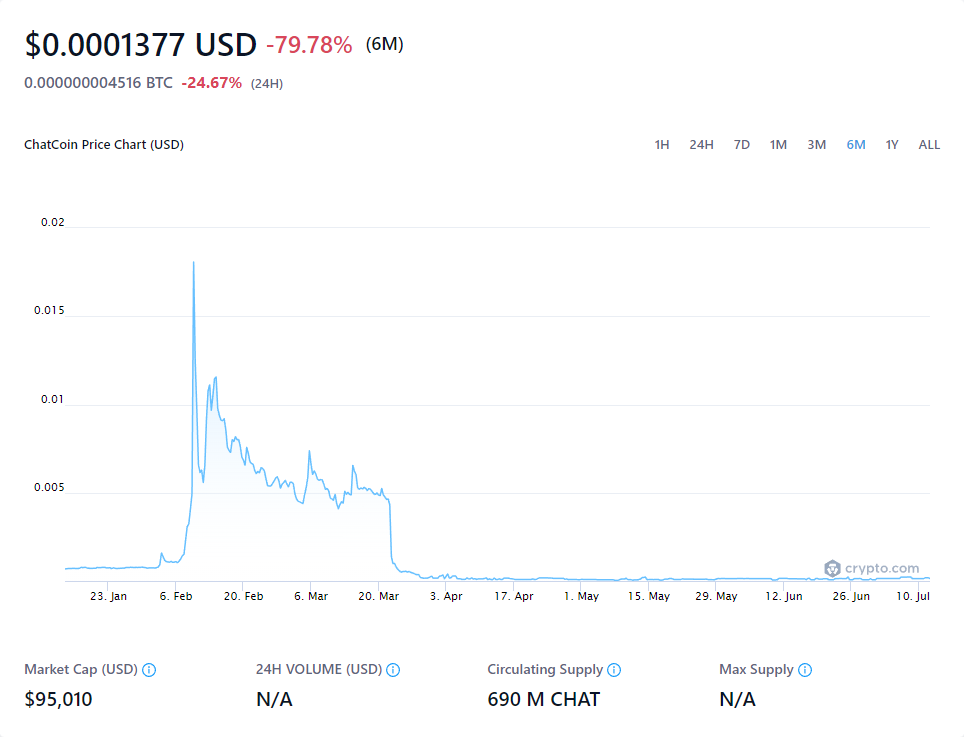 $0.0001377 USD -79.78% (6M)
0.000000004516 BTC -24.67% (24H)
ChatCoin Price Chart (USD) 1H 24H 7D 1M 3M 6M 1Y ALL
0.02
0.015
0.01
0.005
crypto.com
23. Jan 6. Feb 20. Feb 6. Mar 20. Mar 3. Apr 17. Apr 1. May 15. May 29. May 12. Jun 26. Jun 10. Jul
Market Cap (USD) 24H VOLUME (USD) Circulating Supply Max Supply
$95,010 N/A 690 M CHAT N/A